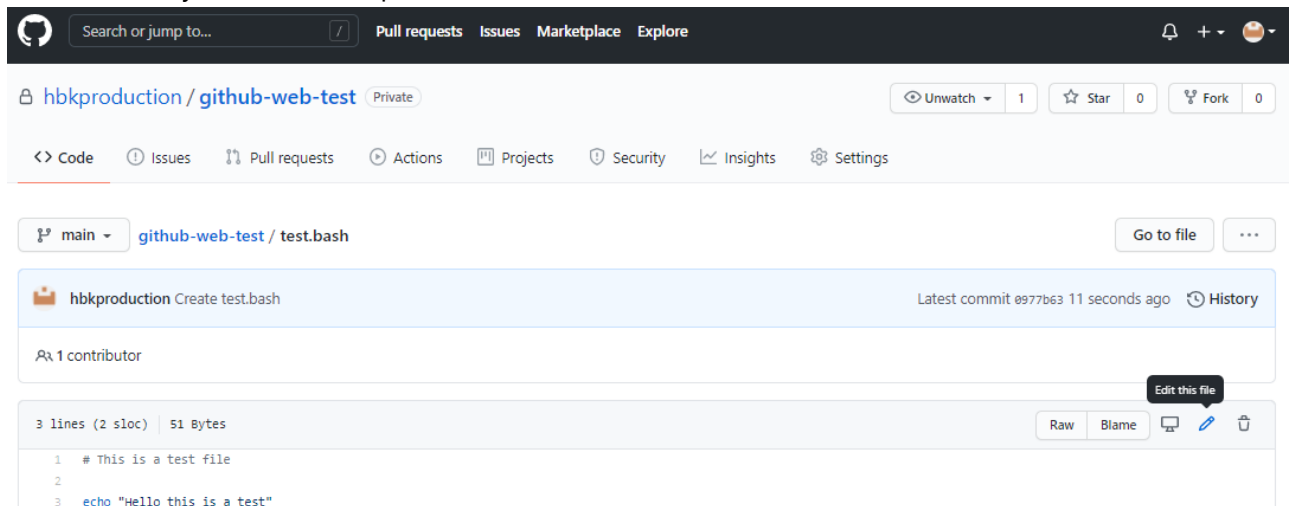 Search or jump to... / Pull requests Issues Marketplace Explore
hbkproduction / github-web-test Private Unwatch 1 Star 0 Fork 0
<> Code Issues Pull requests Actions Projects Security Insights Settings
main github-web-test / test.bash Go to file ...
hbkproduction Create test.bash Latest commit 0977b63 11 seconds ago History
1 contributor
Edit this file
3 lines (2 sloc) 51 Bytes Raw Blame
1 # This is a test file
2
3 echo "Hello this is a test"